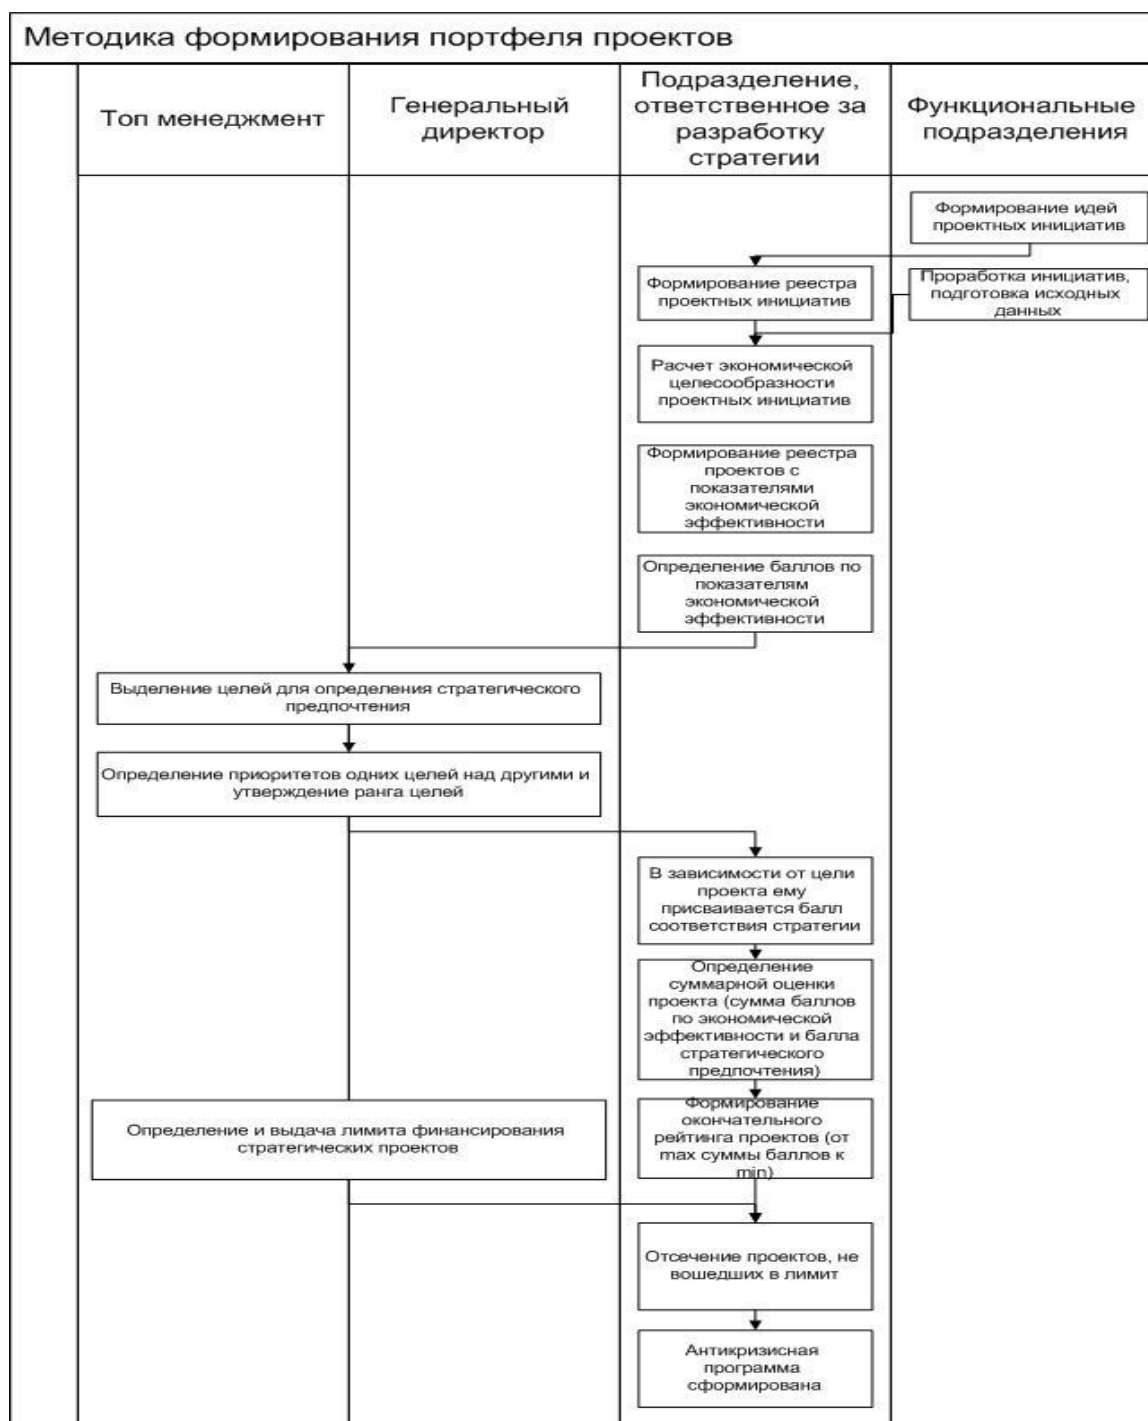 Методика формирования портфеля проектов
Топ менеджмент
Генеральный
директор
Подразделение,
ответственное за
разработку
стратегии
Функциональные
подразделения
Формирование идей
проектных инициатив
Формирование реестра
проектных инициатив
Проработка инициатив,
подготовка исходных
данных
Расчет экономической
целесообразности
проектных инициатив
Формирование реестра
проектов с
показателями
экономической
эффективности
Определение баллов по
показателям
экономической
эффективности
Выделение целей для определения стратегического
предпочтения
Определение приоритетов одних целей над другими и
утверждение ранга целей
В зависимости от цели
проекта ему
присваивается балл
соответствия стратегии
Определение
суммарной оценки
проекта (сумма баллов
по экономической
эффективности и балла
стратегического
предпочтения)
Определение и выдача лимита финансирования
стратегических проектов
Формирование
окончательного
рейтинга проектов (от
max суммы баллов к
min)
Отсечение проектов, не
вошедших в лимит
Антикризисная
программа
сформирована